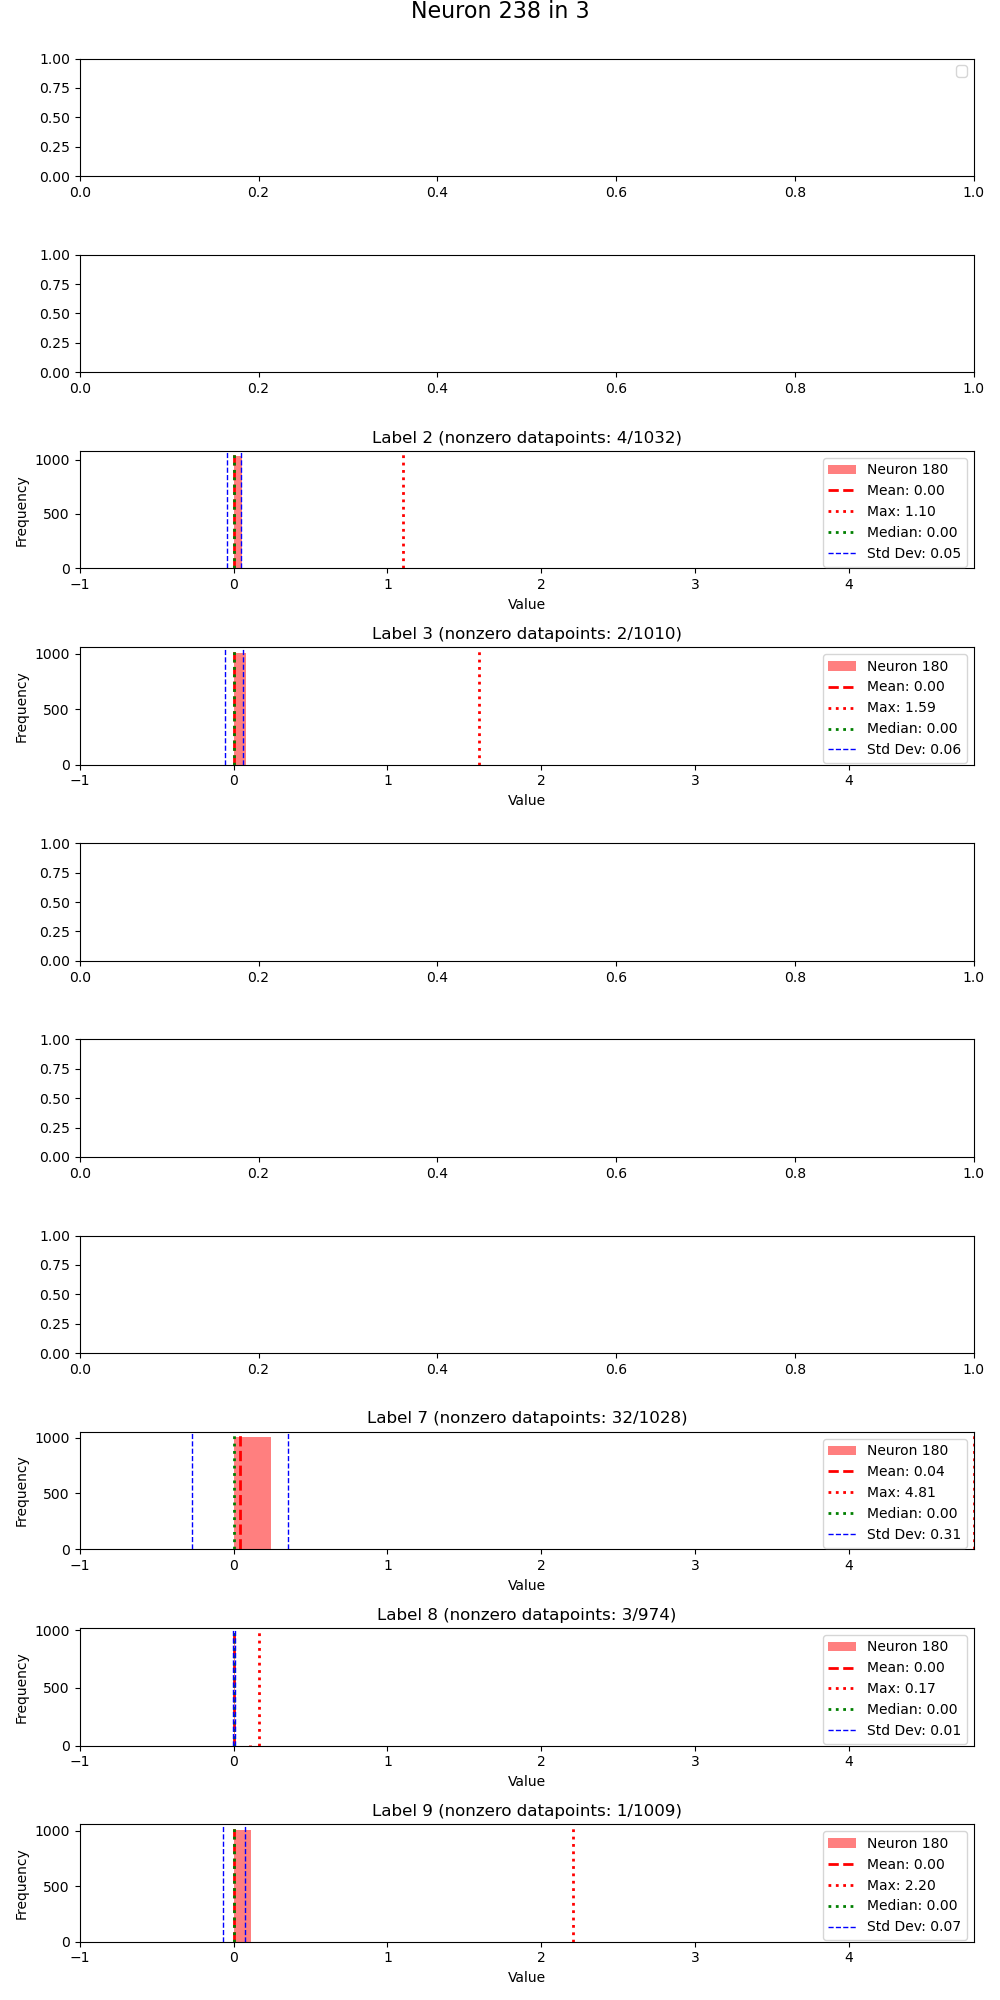 Neuron 238 in 3
1.00
0.75
0.50
0.25
0.00
0.0 0.2 0.4 0.6 0.8 1.0
1.00
0.75
0.50
0.25
0.00
0.0 0.2 0.4 0.6 0.8 1.0
Label 2 (nonzero datapoints: 4/1032)
Frequency
1000
500
0
Neuron 180
Mean: 0.00
Max: 1.10
Median: 0.00
Std Dev: 0.05
−1 0 1 2 3 4
Value
Label 3 (nonzero datapoints: 2/1010)
Frequency
1000
500
0
Neuron 180
Mean: 0.00
Max: 1.59
Median: 0.00
Std Dev: 0.06
−1 0 1 2 3 4
Value
1.00
0.75
0.50
0.25
0.00
0.0 0.2 0.4 0.6 0.8 1.0
1.00
0.75
0.50
0.25
0.00
0.0 0.2 0.4 0.6 0.8 1.0
1.00
0.75
0.50
0.25
0.00
0.0 0.2 0.4 0.6 0.8 1.0
Label 7 (nonzero datapoints: 32/1028)
Frequency
1000
500
0
Neuron 180
Mean: 0.04
Max: 4.81
Median: 0.00
Std Dev: 0.31
−1 0 1 2 3 4
Value
Label 8 (nonzero datapoints: 3/974)
Frequency
1000
500
0
Neuron 180
Mean: 0.00
Max: 0.17
Median: 0.00
Std Dev: 0.01
−1 0 1 2 3 4
Value
Label 9 (nonzero datapoints: 1/1009)
Frequency
1000
500
0
Neuron 180
Mean: 0.00
Max: 2.20
Median: 0.00
Std Dev: 0.07
−1 0 1 2 3 4
Value